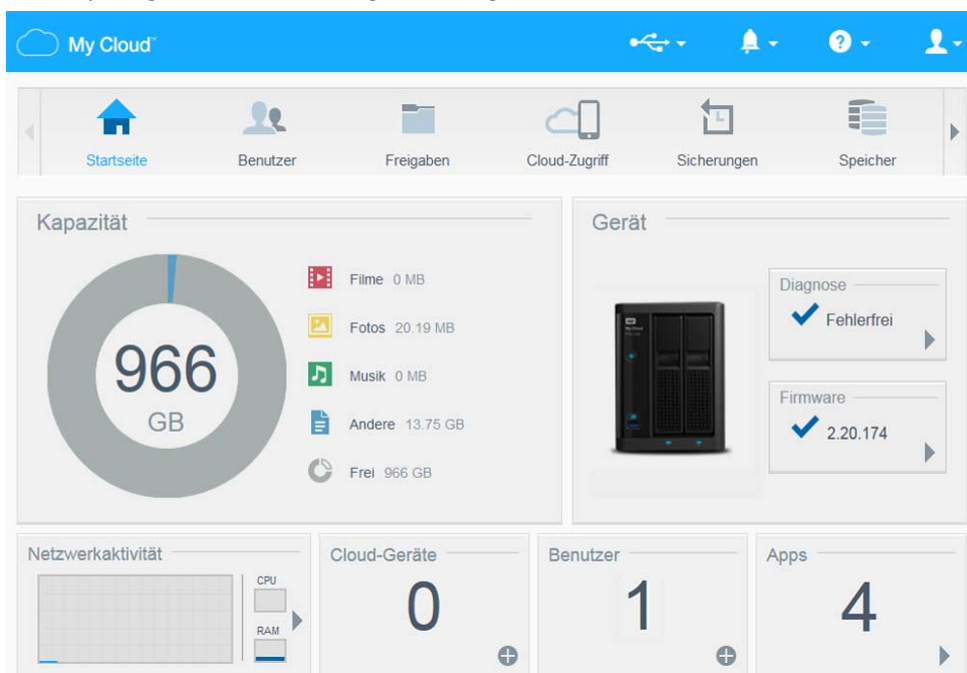 My Cloud™
Startseite
Benutzer
Freigaben
Cloud-Zugriff
Sicherungen
Speicher
Kapazität
966
GB
Filme 0 MB
Fotos 20.19 MB
Musik 0 MB
Andere 13.75 GB
Frei 966 GB
Gerät
Diagnose
Fehlerfrei
Firmware
2.20.174
Netzwerkaktivität
CPU
RAM
Cloud-Geräte
0
Benutzer
1
Apps
4